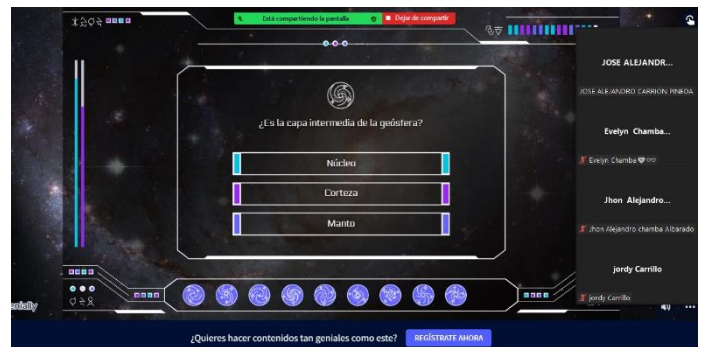 Está compartiendo la pantalla
Dejar de compartir
¿Es la capa intermedia de la geósfera?
Núcleo
Corteza
Manto
JOSE ALEJANDR...
JOSE ALEJANDRO CARRION PINEDA
Evelyn Chamba...
Evelyn Chamba
Jhon Alejandro...
Jhon Alejandro chamba Albarado
jordy Carrillo
jordy Carrillo
enially
¿Quieres hacer contenidos tan geniales como este?
REGÍSTRATE AHORA